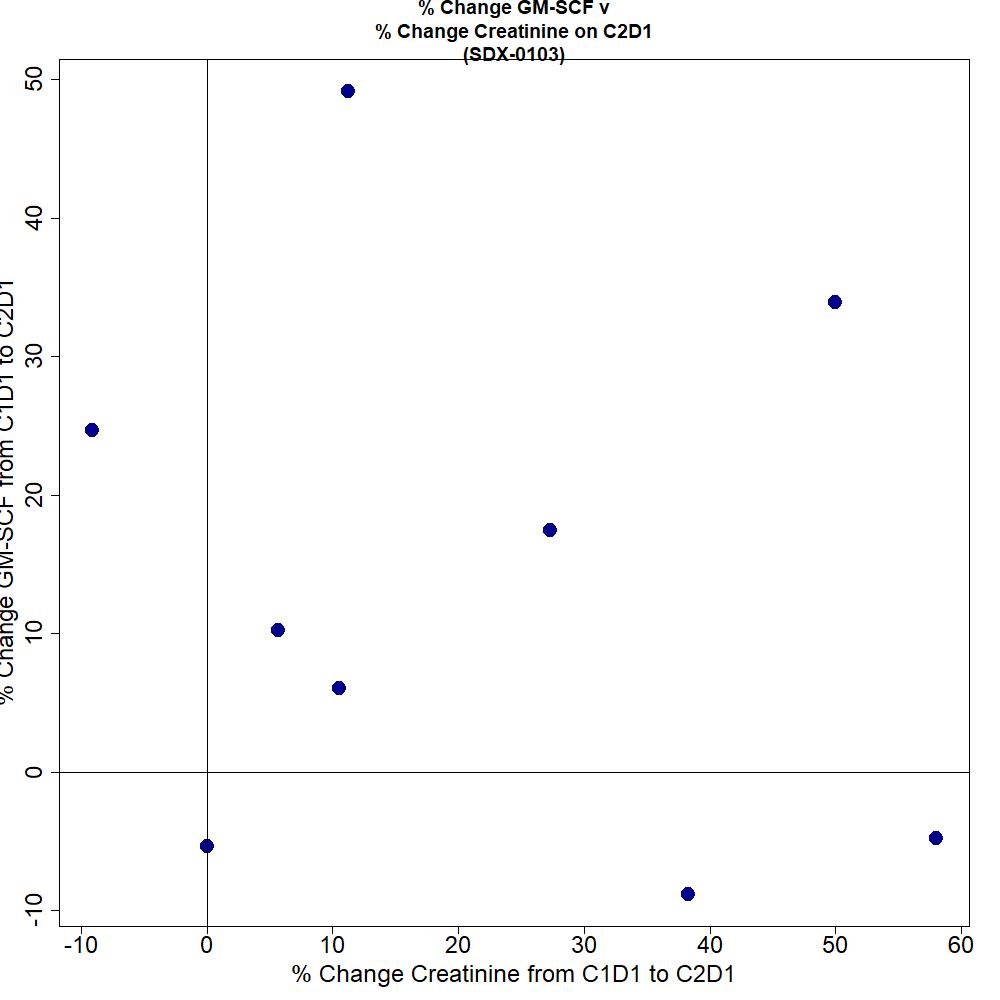 % Change GM-SCF v
% Change Creatinine on C2D1
(SDX-0103)
% Change GM-SCF from C1D1 to C2D1
50
40
30
20
10
0
-10
-10 0 10 20 30 40 50 60
% Change Creatinine from C1D1 to C2D1